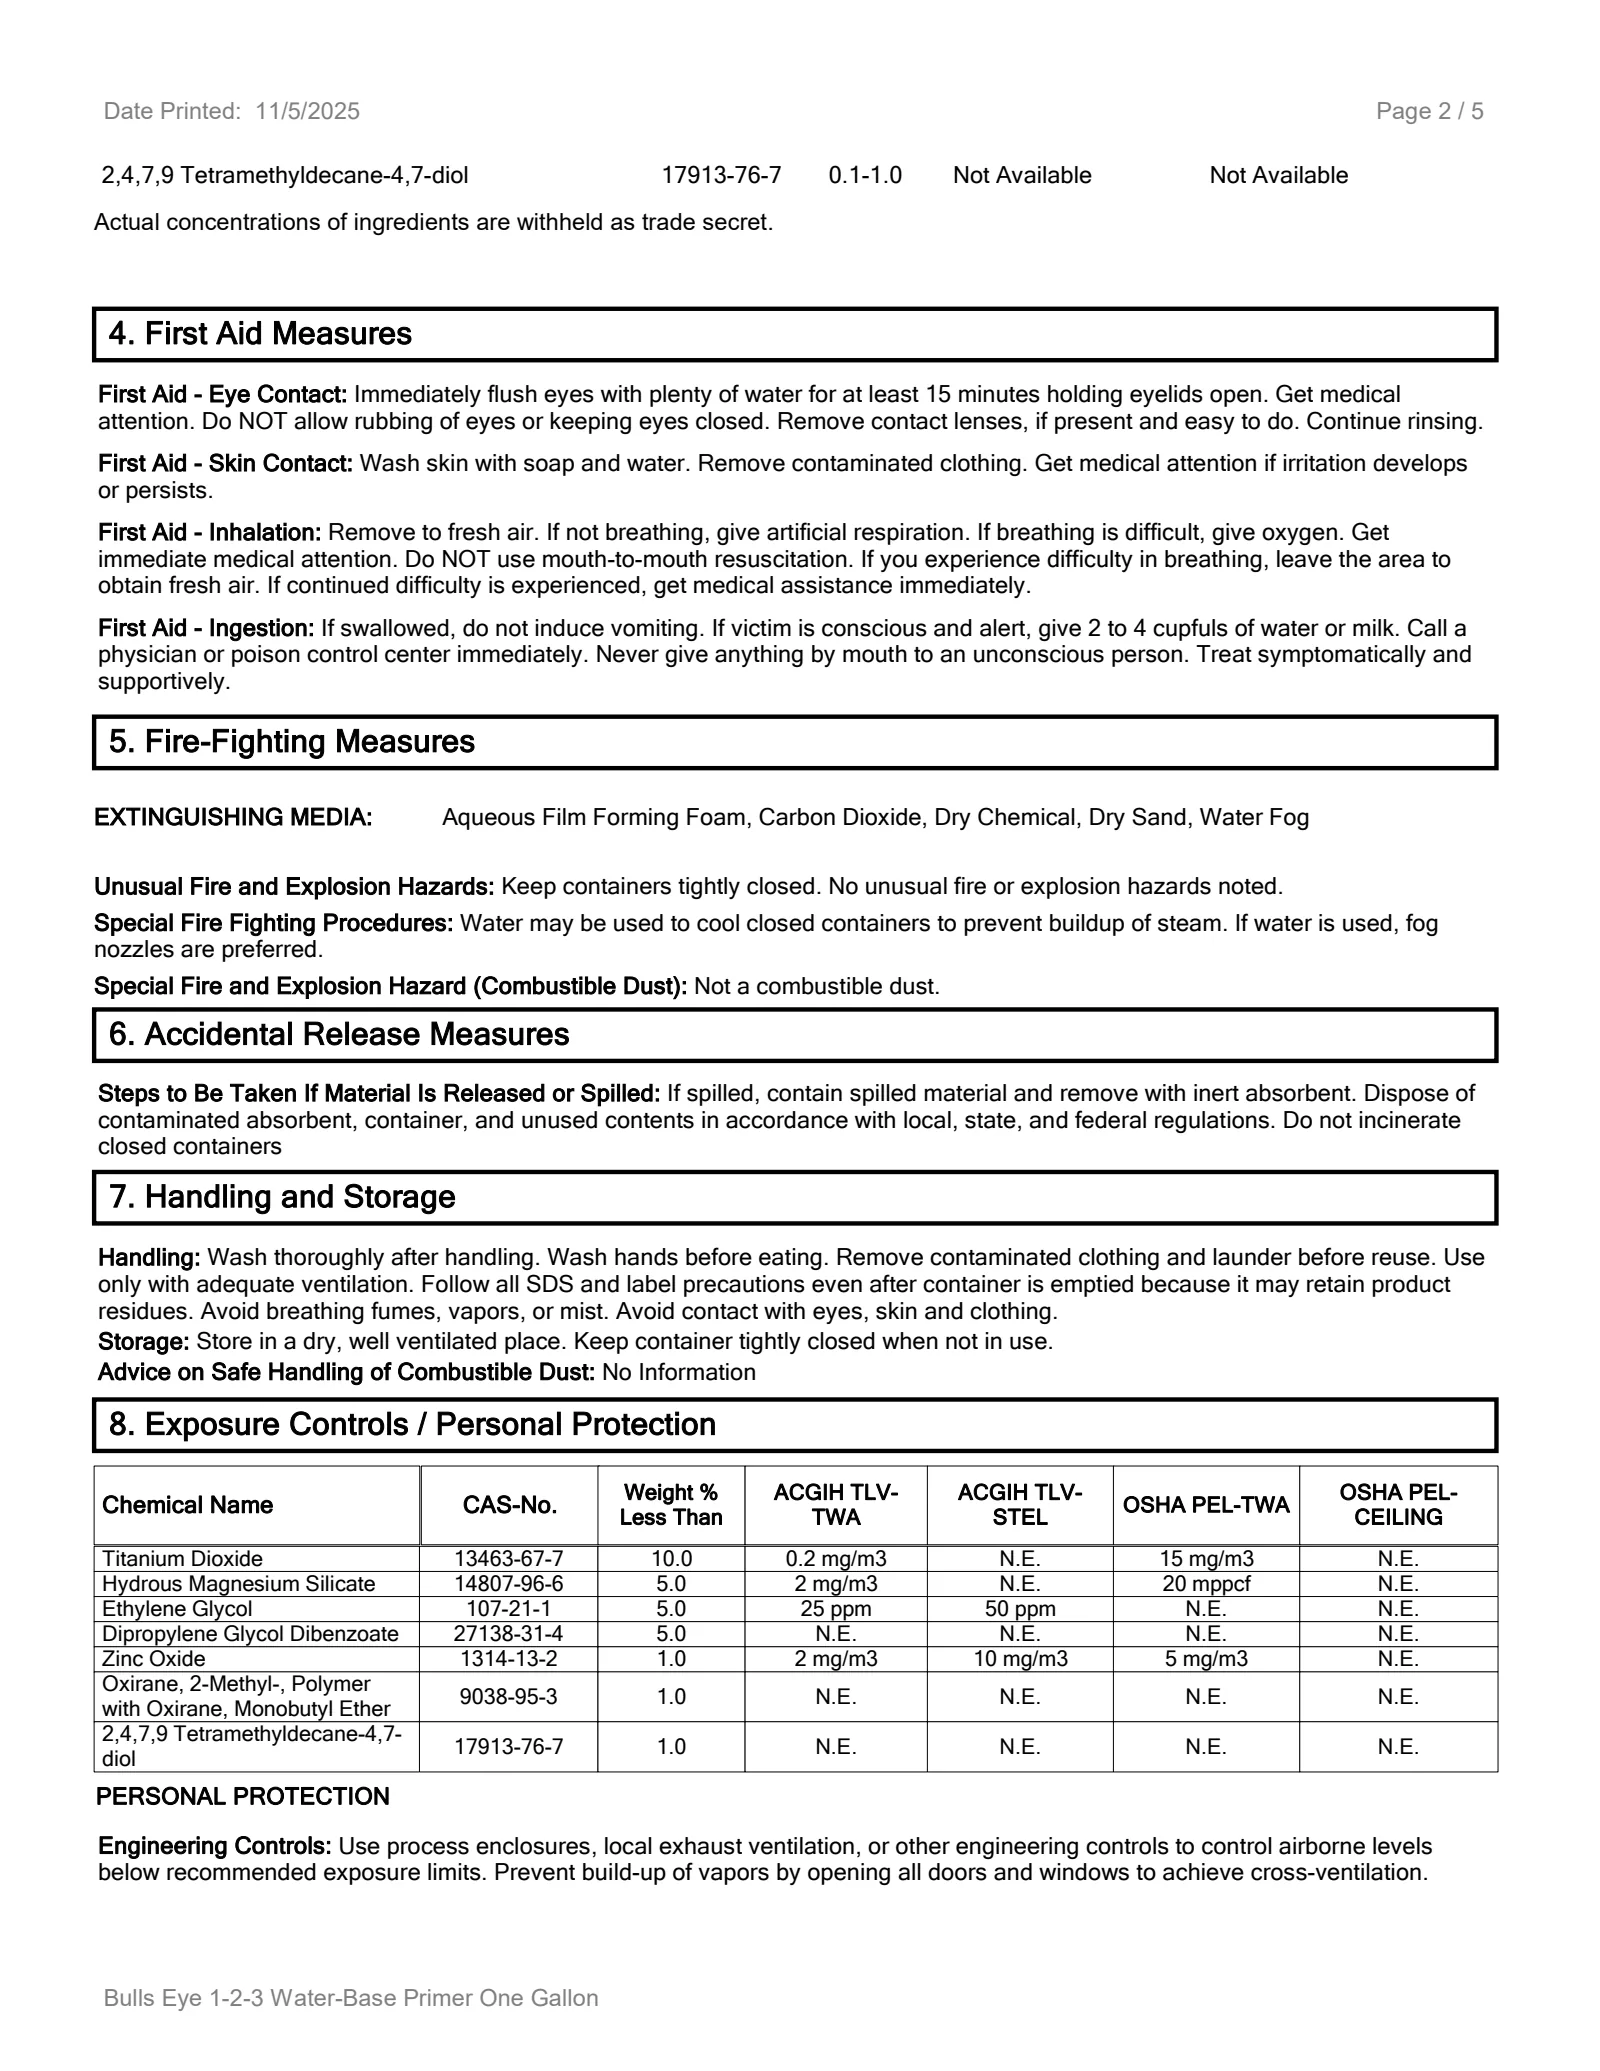 Date Printed: 11/5/2025 Page 2 / 5
2,4,7,9 Tetramethyldecane-4,7-diol 17913-76-7 0.1-1.0 Not Available Not Available
Actual concentrations of ingredients are withheld as trade secret.
4. First Aid Measures
First Aid - Eye Contact: Immediately flush eyes with plenty of water for at least 15 minutes holding eyelids open. Get medical
attention. Do NOT allow rubbing of eyes or keeping eyes closed. Remove contact lenses, if present and easy to do. Continue rinsing.
First Aid - Skin Contact: Wash skin with soap and water. Remove contaminated clothing. Get medical attention if irritation develops
or persists.
First Aid - Inhalation: Remove to fresh air. If not breathing, give artificial respiration. If breathing is difficult, give oxygen. Get
immediate medical attention. Do NOT use mouth-to-mouth resuscitation. If you experience difficulty in breathing, leave the area to
obtain fresh air. If continued difficulty is experienced, get medical assistance immediately.
First Aid - Ingestion: If swallowed, do not induce vomiting. If victim is conscious and alert, give 2 to 4 cupfuls of water or milk. Call a
physician or poison control center immediately. Never give anything by mouth to an unconscious person. Treat symptomatically and
supportively.
5. Fire-Fighting Measures
EXTINGUISHING MEDIA: Aqueous Film Forming Foam, Carbon Dioxide, Dry Chemical, Dry Sand, Water Fog
Unusual Fire and Explosion Hazards: Keep containers tightly closed. No unusual fire or explosion hazards noted.
Special Fire Fighting Procedures: Water may be used to cool closed containers to prevent buildup of steam. If water is used, fog
nozzles are preferred.
Special Fire and Explosion Hazard (Combustible Dust): Not a combustible dust.
6. Accidental Release Measures
Steps to Be Taken If Material Is Released or Spilled: If spilled, contain spilled material and remove with inert absorbent. Dispose of
contaminated absorbent, container, and unused contents in accordance with local, state, and federal regulations. Do not incinerate
closed containers
7. Handling and Storage
Handling: Wash thoroughly after handling. Wash hands before eating. Remove contaminated clothing and launder before reuse. Use
only with adequate ventilation. Follow all SDS and label precautions even after container is emptied because it may retain product
residues. Avoid breathing fumes, vapors, or mist. Avoid contact with eyes, skin and clothing.
Storage: Store in a dry, well ventilated place. Keep container tightly closed when not in use.
Advice on Safe Handling of Combustible Dust: No Information
8. Exposure Controls / Personal Protection
Chemical Name CAS-No. Weight % Less Than ACGIH TLV-TWA ACGIH TLV-STEL OSHA PEL-TWA OSHA PEL-CEILING
Titanium Dioxide 13463-67-7 10.0 0.2 mg/m3 N.E. 15 mg/m3 N.E.
Hydrous Magnesium Silicate 14807-96-6 5.0 2 mg/m3 N.E. 20 mppcf N.E.
Ethylene Glycol 107-21-1 5.0 25 ppm 50 ppm N.E. N.E.
Dipropylene Glycol Dibenzoate 27138-31-4 5.0 N.E. N.E. N.E. N.E.
Zinc Oxide 1314-13-2 1.0 2 mg/m3 10 mg/m3 5 mg/m3 N.E.
Oxirane, 2-Methyl-, Polymer
with Oxirane, Monobutyl Ether 9038-95-3 1.0 N.E. N.E. N.E. N.E.
2,4,7,9 Tetramethyldecane-4,7-
diol 17913-76-7 1.0 N.E. N.E. N.E. N.E.
PERSONAL PROTECTION
Engineering Controls: Use process enclosures, local exhaust ventilation, or other engineering controls to control airborne levels
below recommended exposure limits. Prevent build-up of vapors by opening all doors and windows to achieve cross-ventilation.
Bulls Eye 1-2-3 Water-Base Primer One Gallon